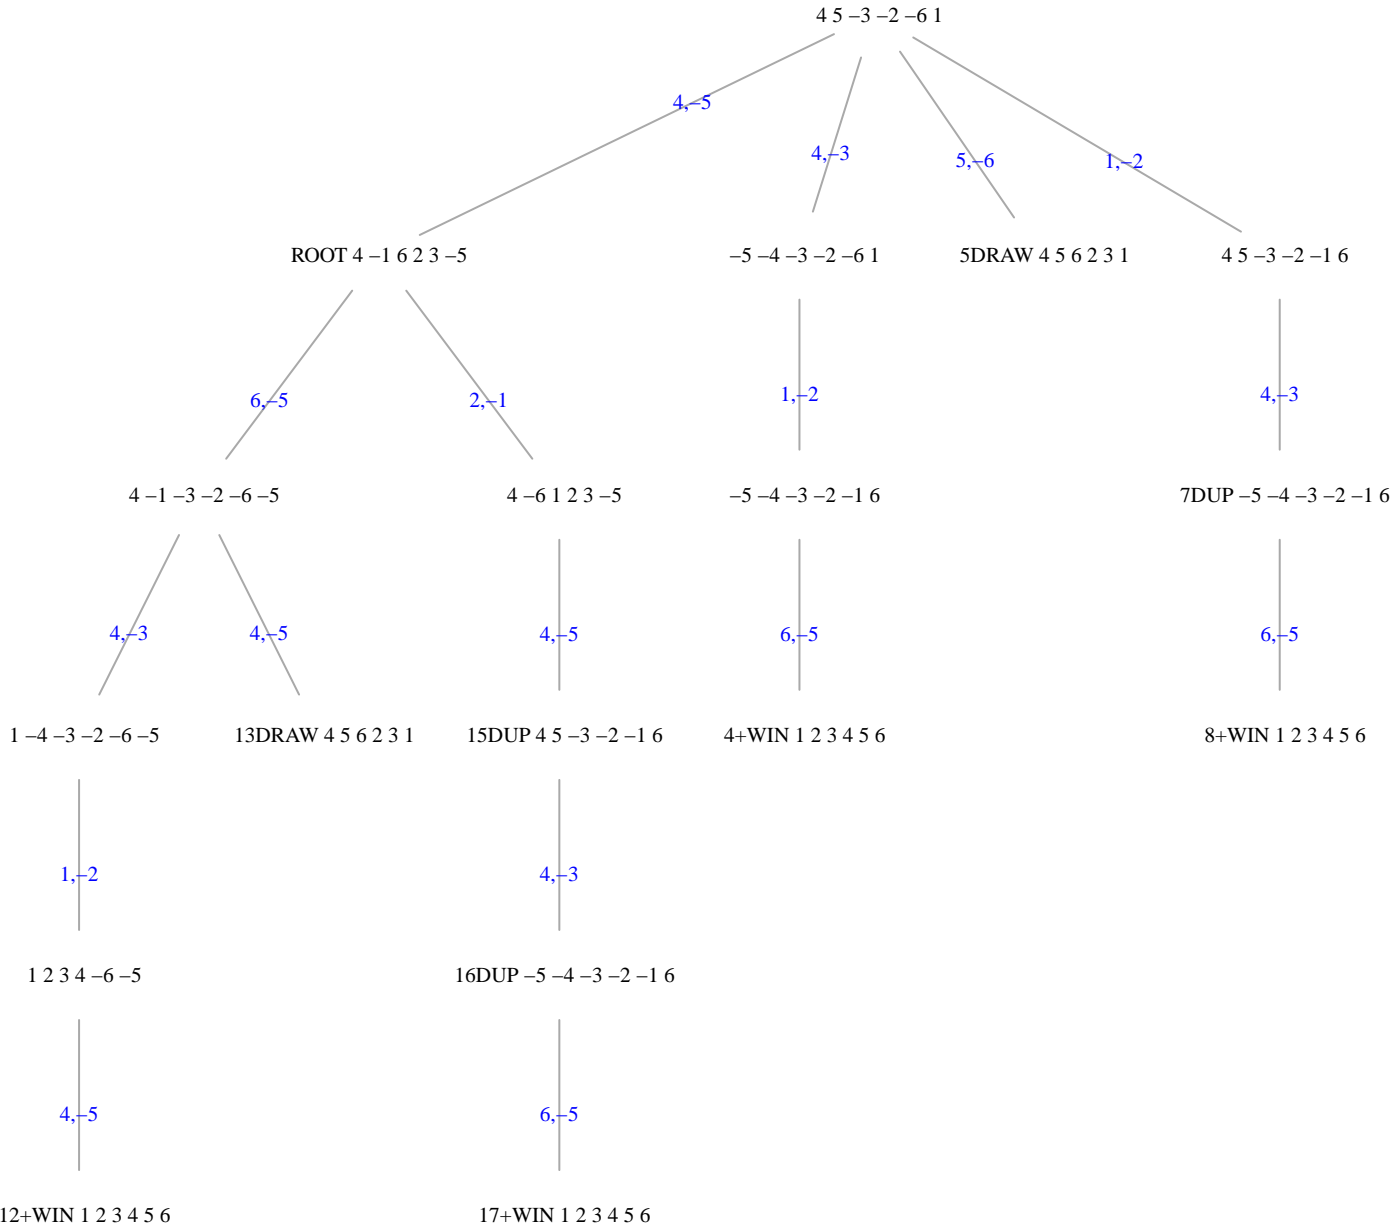 4 5 –3 –2 –6 1
4,–5
4,–3
5,–6
1,–2
ROOT 4 –1 6 2 3 –5
–5 –4 –3 –2 –6 1
5DRAW 4 5 6 2 3 1
4 5 –3 –2 –1 6
6,–5
2,–1
1,–2
4,–3
4 –1 –3 –2 –6 –5
4 –6 1 2 3 –5
–5 –4 –3 –2 –1 6
7DUP –5 –4 –3 –2 –1 6
4,–3
4,–5
4,–5
6,–5
6,–5
1 –4 –3 –2 –6 –5
13DRAW 4 5 6 2 3 1
15DUP 4 5 –3 –2 –1 6
4+WIN 1 2 3 4 5 6
8+WIN 1 2 3 4 5 6
1,–2
4,–3
1 2 3 4 –6 –5
16DUP –5 –4 –3 –2 –1 6
4,–5
6,–5
12+WIN 1 2 3 4 5 6
17+WIN 1 2 3 4 5 6